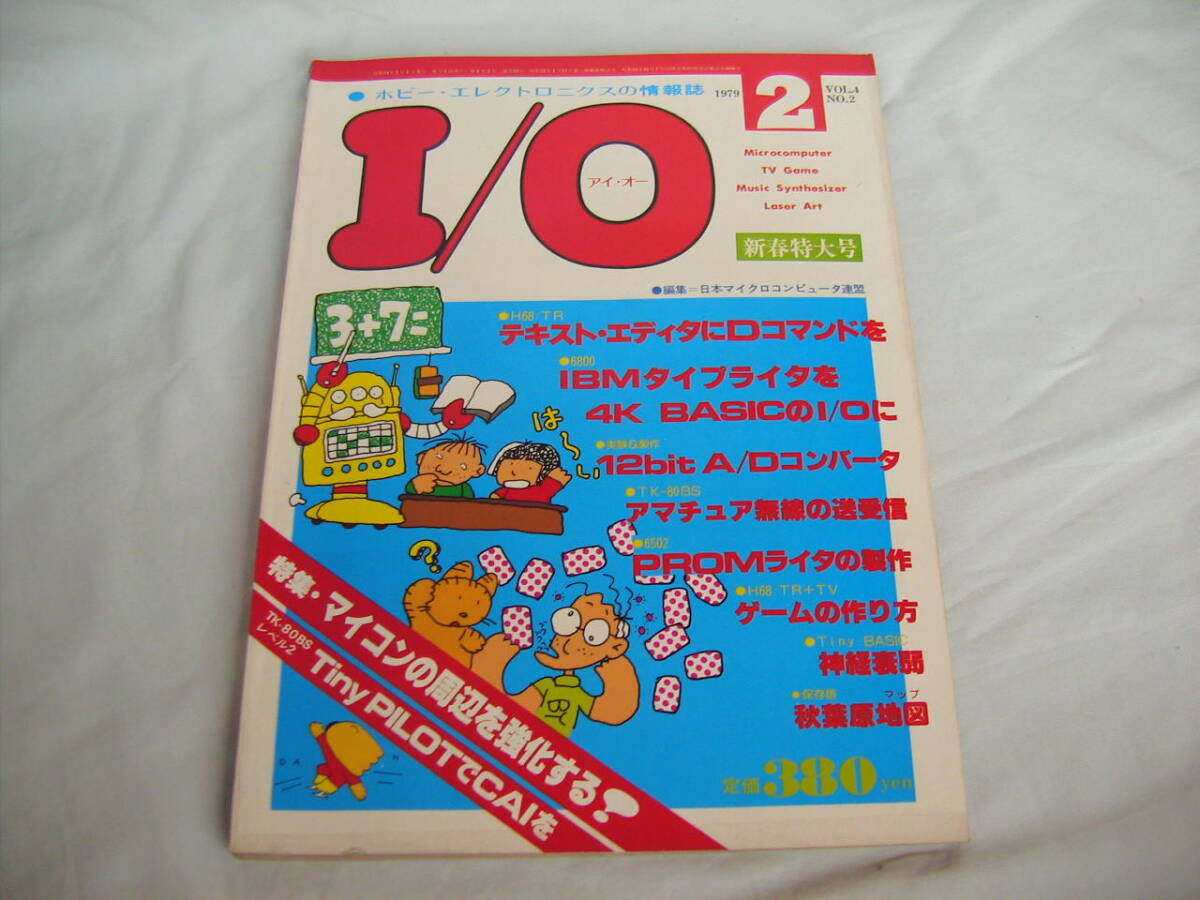 ●ホビー・エレクトロニクスの情報誌
1979
2
VOL.4
NO.2
I/O
アイ・オー
Microcomputer
TV Game
Music Synthesizer
Laser Art
新春特大号
●編集=日本マイクロコンピュータ連盟
3+7=
●H68/TR
テキスト・エディタにDコマンドを
●6800
IBMタイプライタを
4K BASICのI/Oに
は〜い
●実験&製作
12bit A/Dコンバータ
●TK-80BS
アマチュア無線の送受信
●6502
PROMライタの製作
?
●H68/TR+TV
ゲームの作り方
●Tiny BASIC
神経衰弱
●保存版
マップ
秋葉原地図
特集・マイコンの周辺を強化する?
TK-80BS
レベル2
Tiny PILOTでCAIを
定価380yen